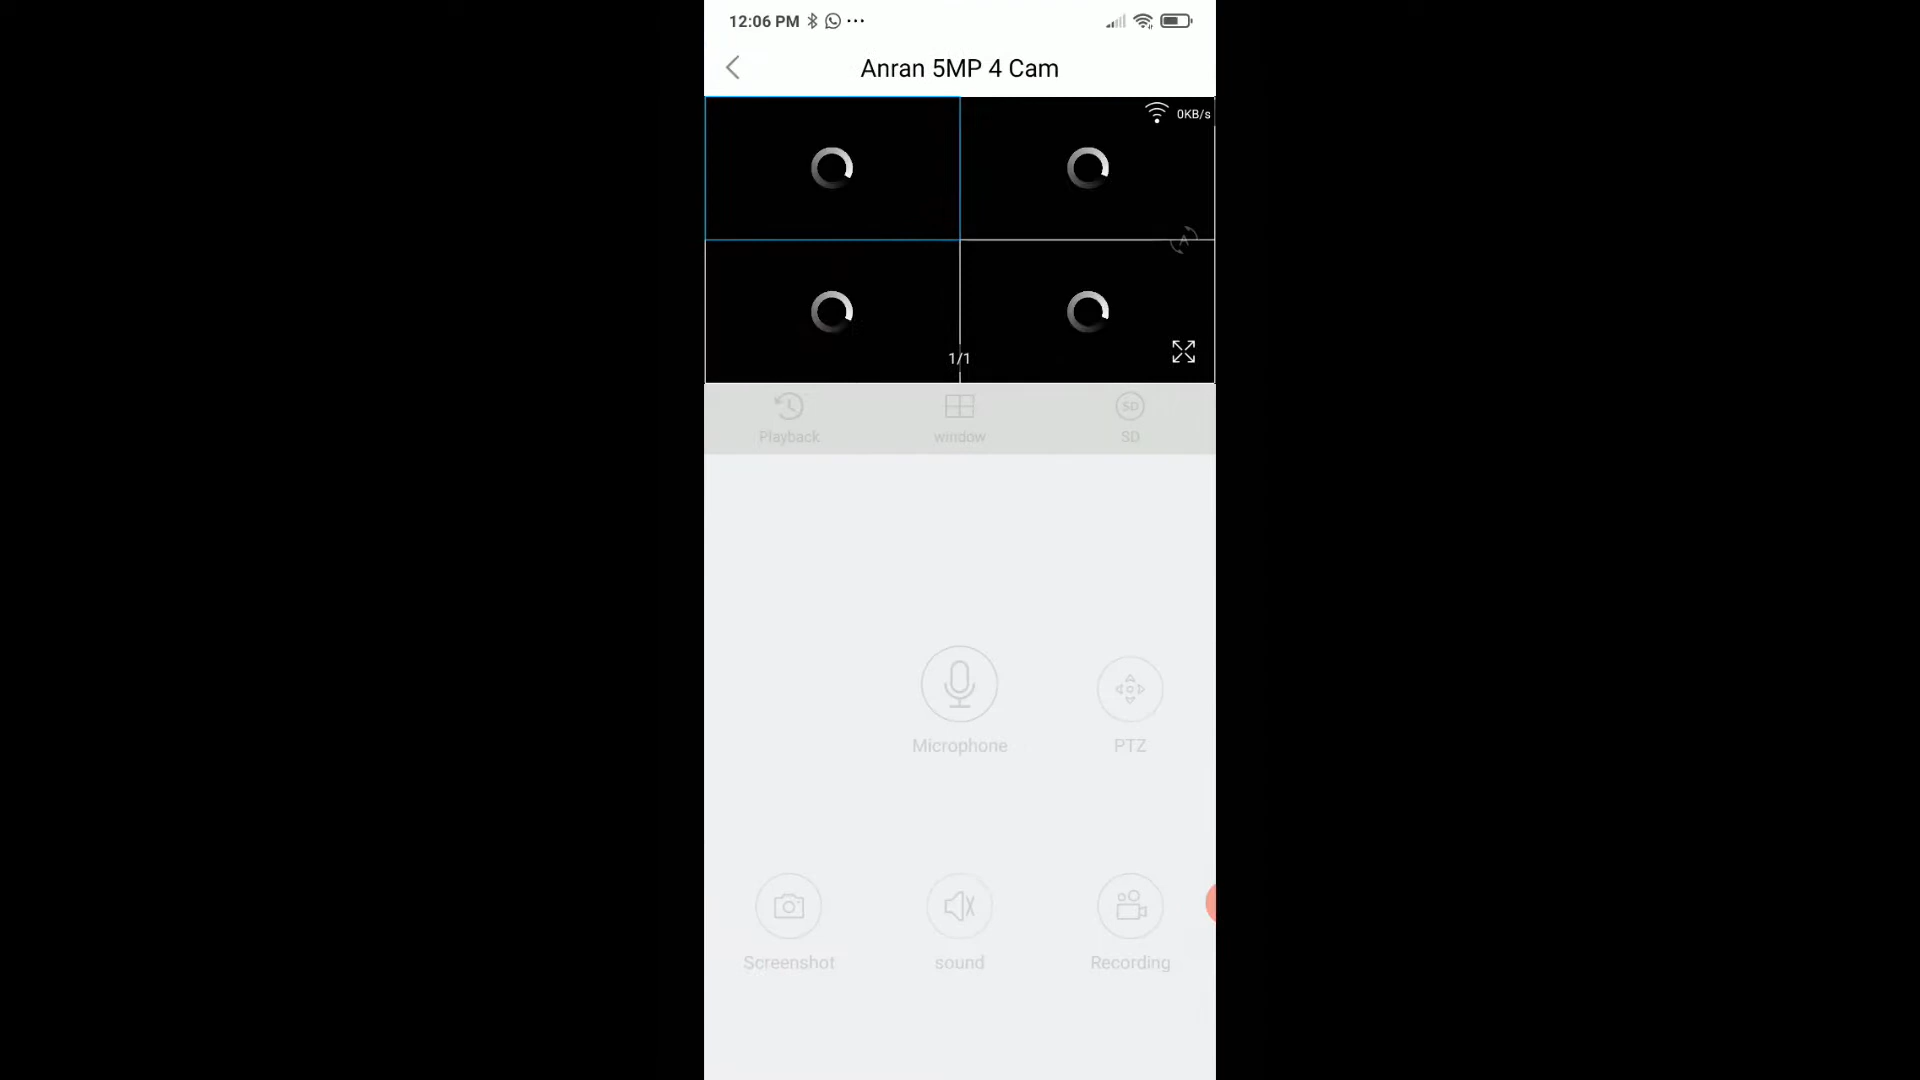 12:06 PM
Anran 5MP 4 Cam
0KB/s
A
1/1
SD
Playback
window
SD
Microphone
PTZ
Screenshot
sound
Recording